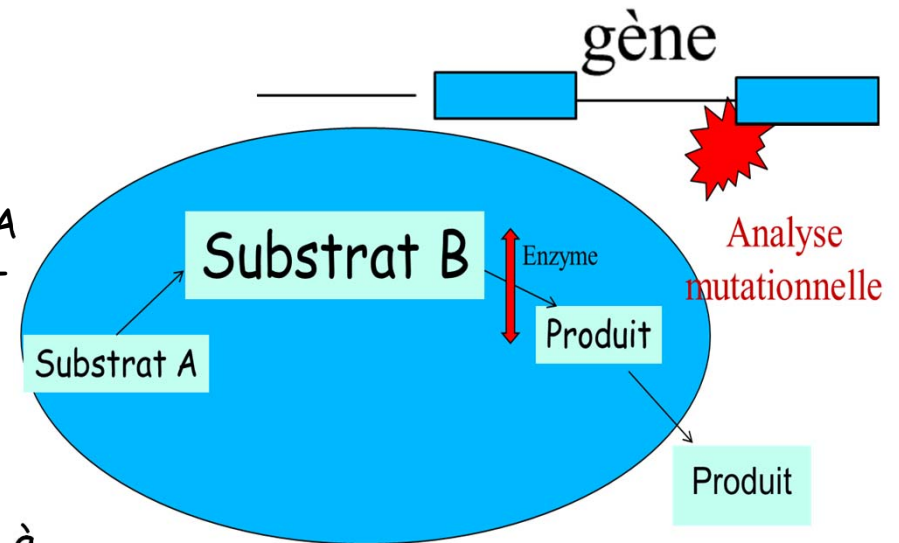 gène
A
Substrat B
Enzyme
Analyse
mutationnelle
Produit
Substrat A
Produit
à